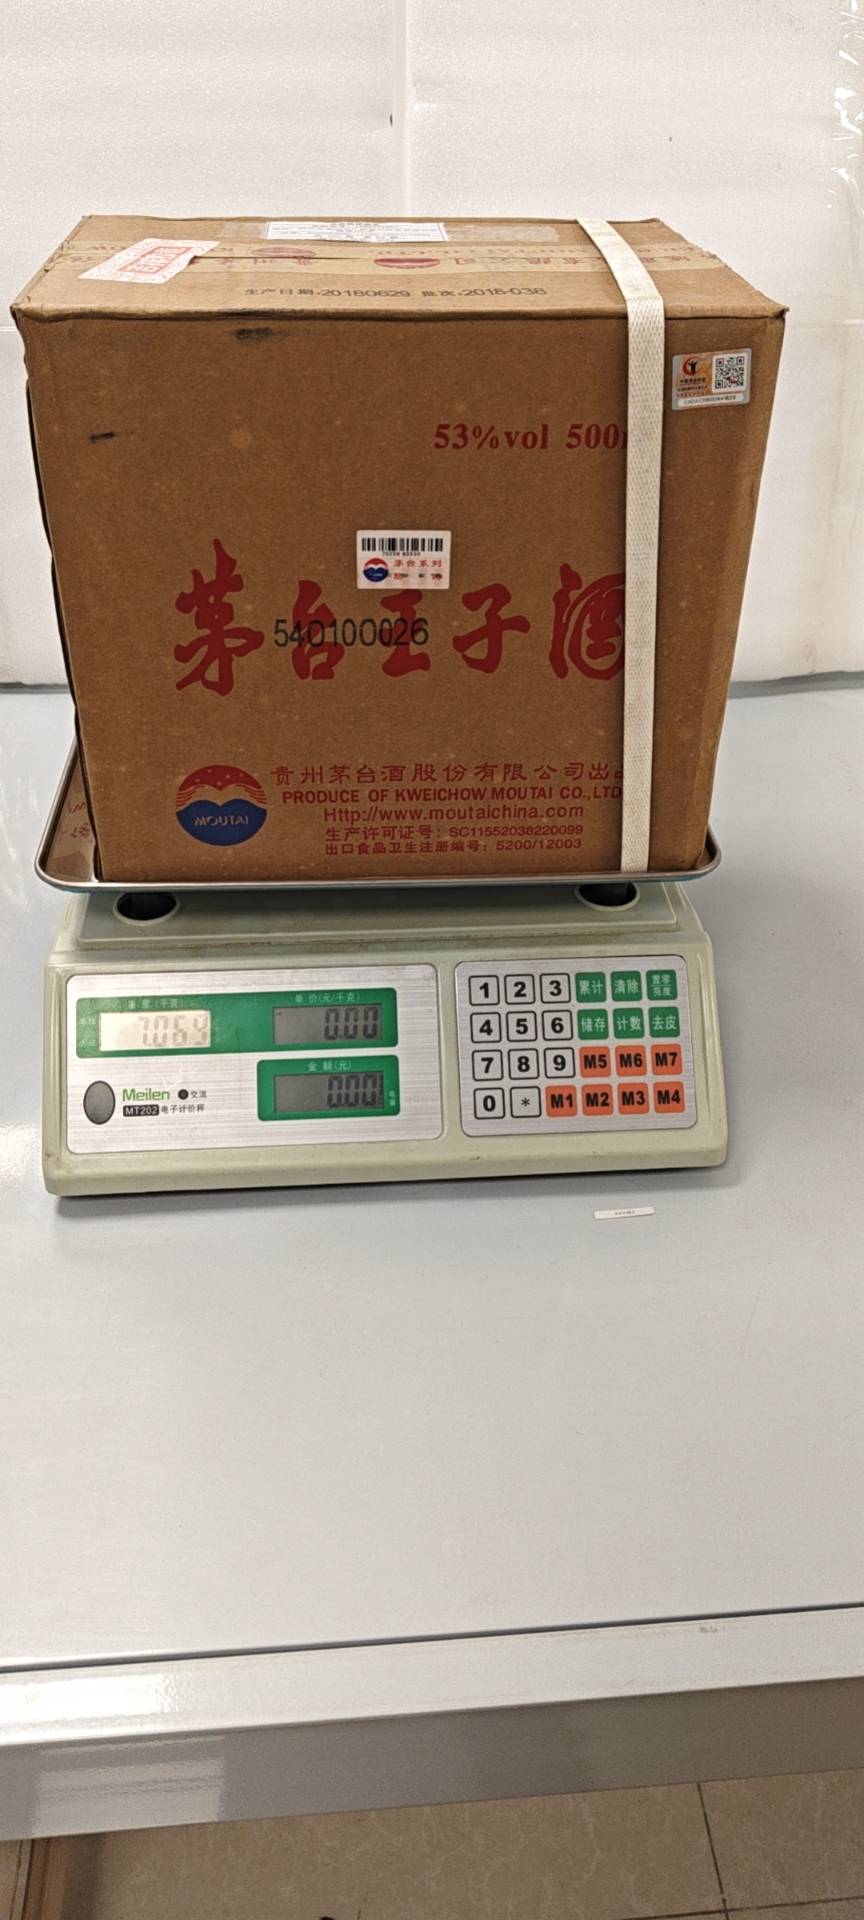 生产日期:20180629 批次:2018-038
53%vol 500
茅台系列
茅台王子酒
540100026
贵州茅台酒股份有限公司出品
MOUTAI
PRODUCE OF KWEICHOW MOUTAI CO.,LTD
Http://www.moutaichina.com
生产许可证号: SC11552038220099
出口食品卫生注册编号: 5200/12003
重量(千克)
单价(元/千克)
7.064
0.00
金额(元)
0.00
Meilen 交流
MT202 电子计价秤
1 2 3 累计 清除 置零 亮度
4 5 6 储存 计数 去皮
7 8 9 M5 M6 M7
0 * M1 M2 M3 M4